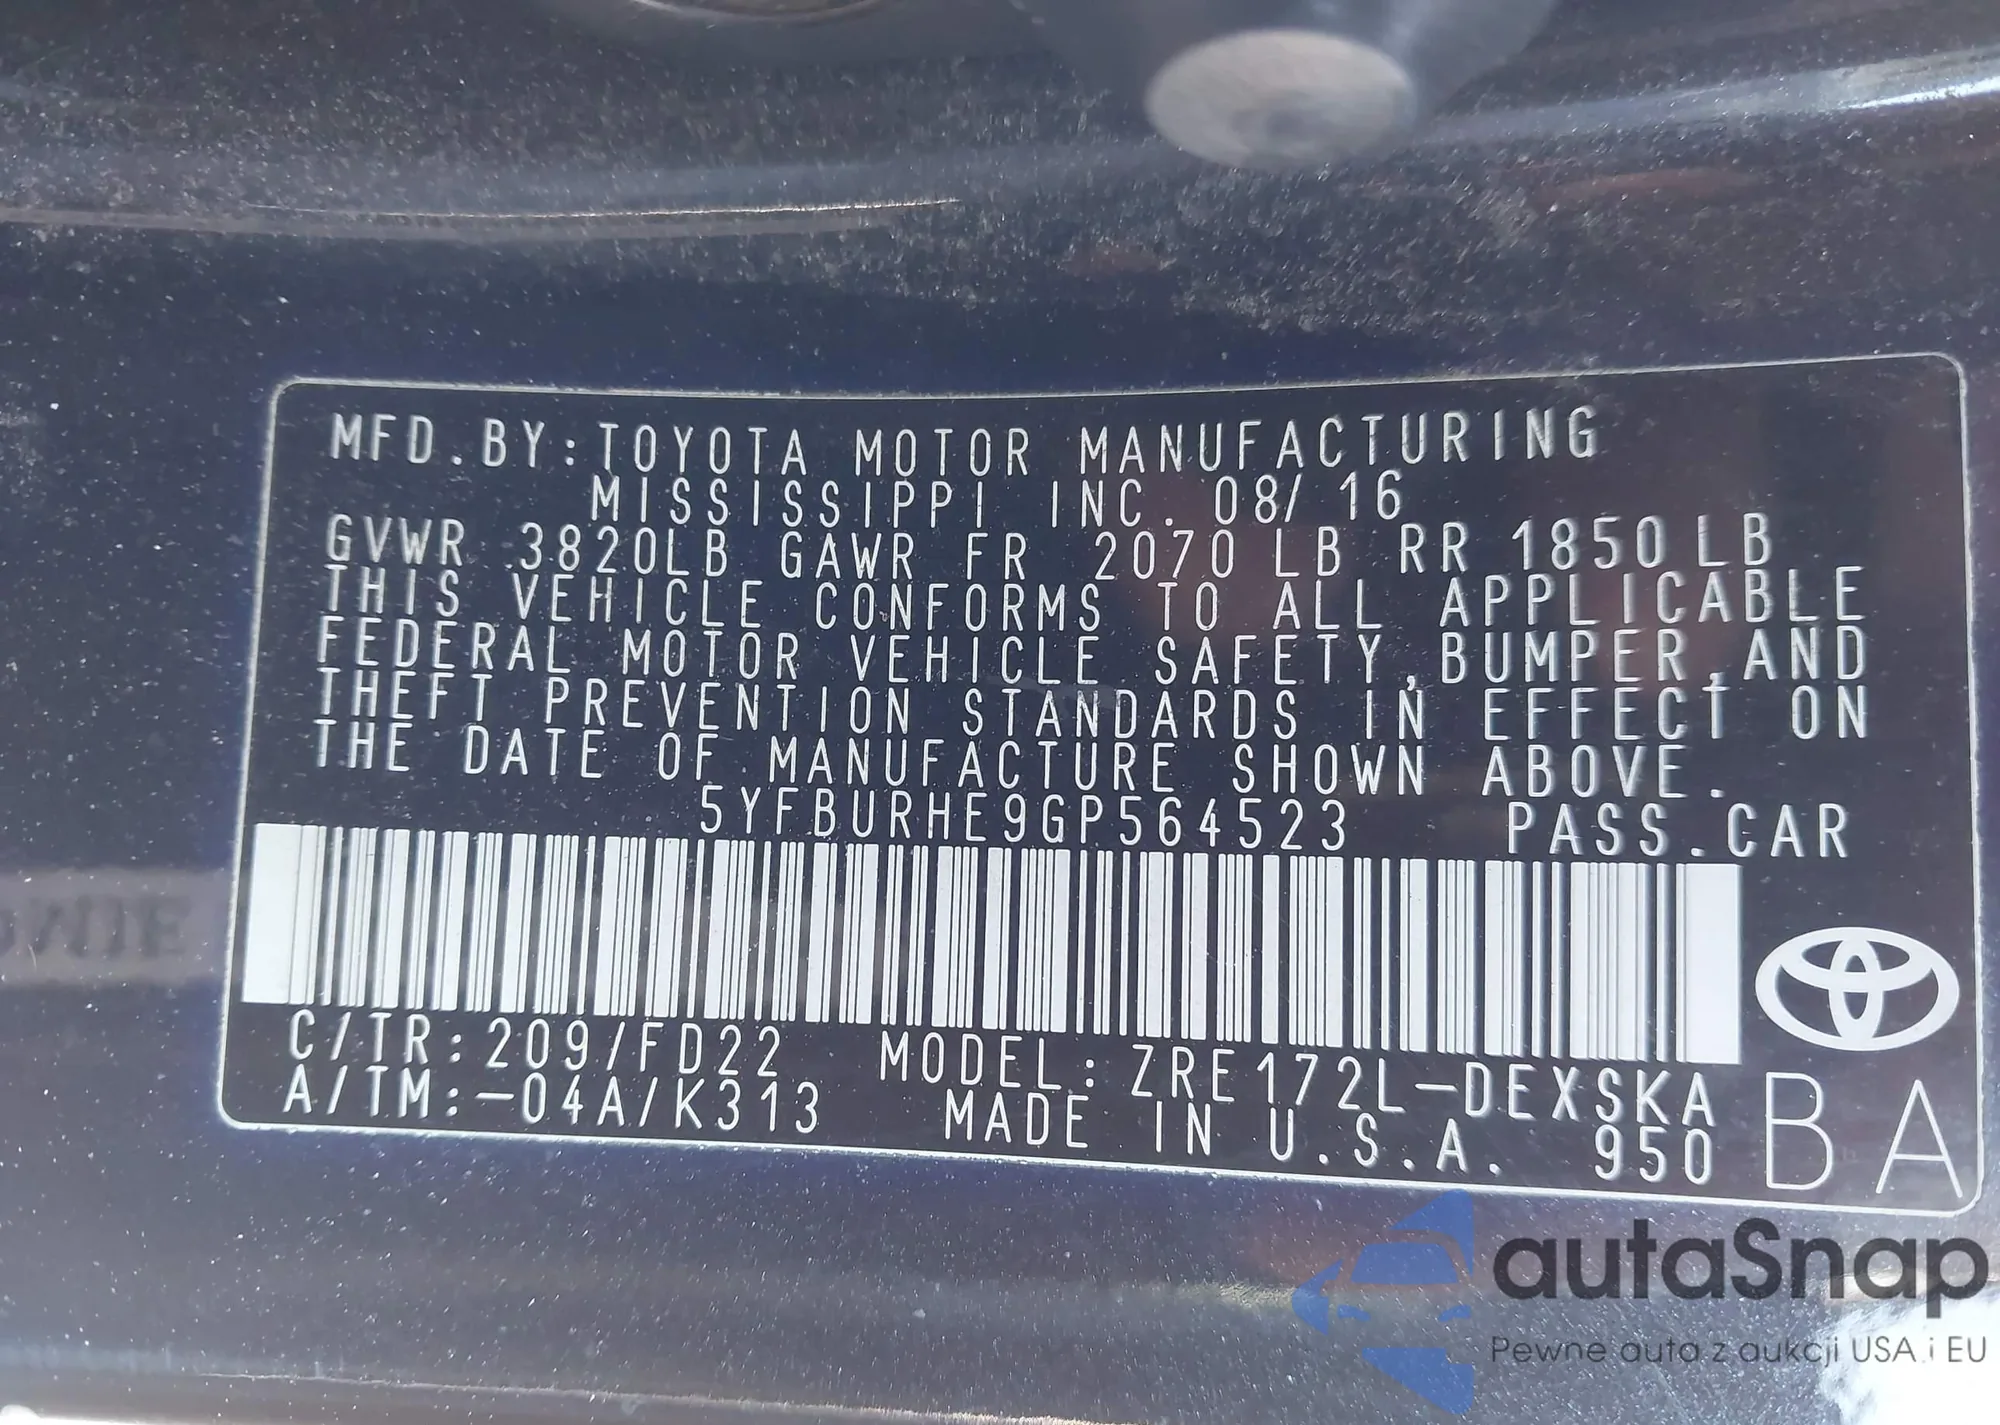 MFD.BY:TOYOTA MOTOR MANUFACTURING
MISSISSIPPI INC. 08/16
GVWR 3820LB GAWR FR 2070LB RR 1850LB
THIS VEHICLE CONFORMS TO ALL APPLICABLE
FEDERAL MOTOR VEHICLE SAFETY,BUMPER,AND
THEFT PREVENTION STANDARDS IN EFFECT ON
THE DATE OF MANUFACTURE SHOWN ABOVE.
5YFBURHE9GP564523 PASS.CAR
C/TR:209/FD22 MODEL:ZRE172L-DEXSKA
A/TM:-04A/K313 MADE IN U.S.A. 950
BA
autaSnap
Pewne auta z aukcji USA i EU